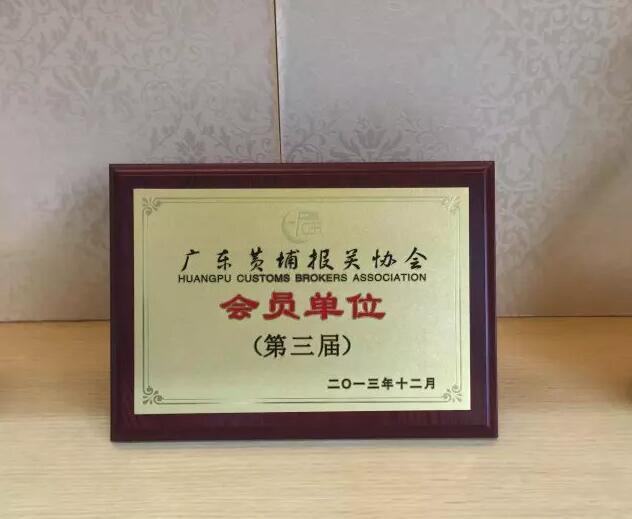 广东黄埔报关协会
HUANGPU CUSTOMS BROKERS ASSOCIATION
会员单位
（第三届）
二〇一三年十二月